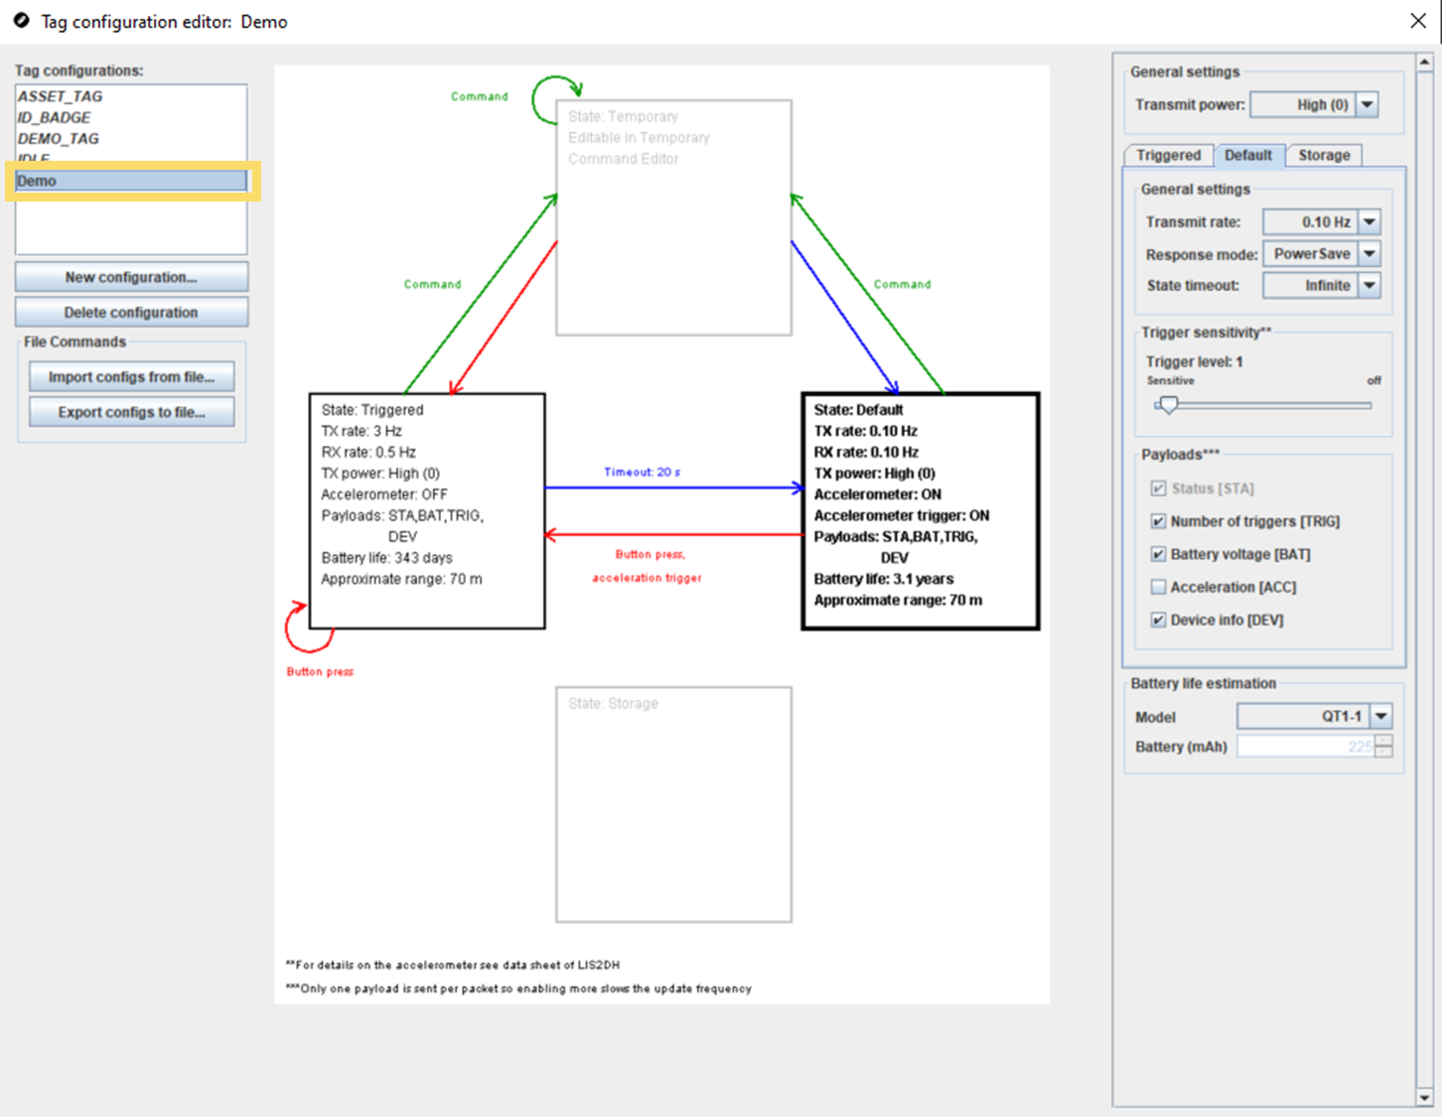 Tag configuration editor: Demo
Tag configurations:
ASSET_TAG
ID_BADGE
DEMO_TAG
IDLE
Demo
New configuration...
Delete configuration
File Commands
Import configs from file...
Export configs to file...
Command
State: Temporary
Editable in Temporary
Command Editor
Command
Command
State: Triggered
TX rate: 3 Hz
RX rate: 0.5 Hz
TX power: High (0)
Accelerometer: OFF
Payloads: STA,BAT,TRIG,
DEV
Battery life: 343 days
Approximate range: 70 m
Timeout: 20 s
Button press,
acceleration trigger
State: Default
TX rate: 0.10 Hz
RX rate: 0.10 Hz
TX power: High (0)
Accelerometer: ON
Accelerometer trigger: ON
Payloads: STA,BAT,TRIG,
DEV
Battery life: 3.1 years
Approximate range: 70 m
Button press
State: Storage
**For details on the accelerometer see data sheet of LIS2DH
***Only one payload is sent per packet so enabling more slows the update frequency
General settings
Transmit power: High (0)
Triggered Default Storage
General settings
Transmit rate: 0.10 Hz
Response mode: PowerSave
State timeout: Infinite
Trigger sensitivity**
Trigger level: 1
Sensitive off
Payloads***
Status [STA]
Number of triggers [TRIG]
Battery voltage [BAT]
Acceleration [ACC]
Device info [DEV]
Battery life estimation
Model QT1-1
Battery (mAh) 225